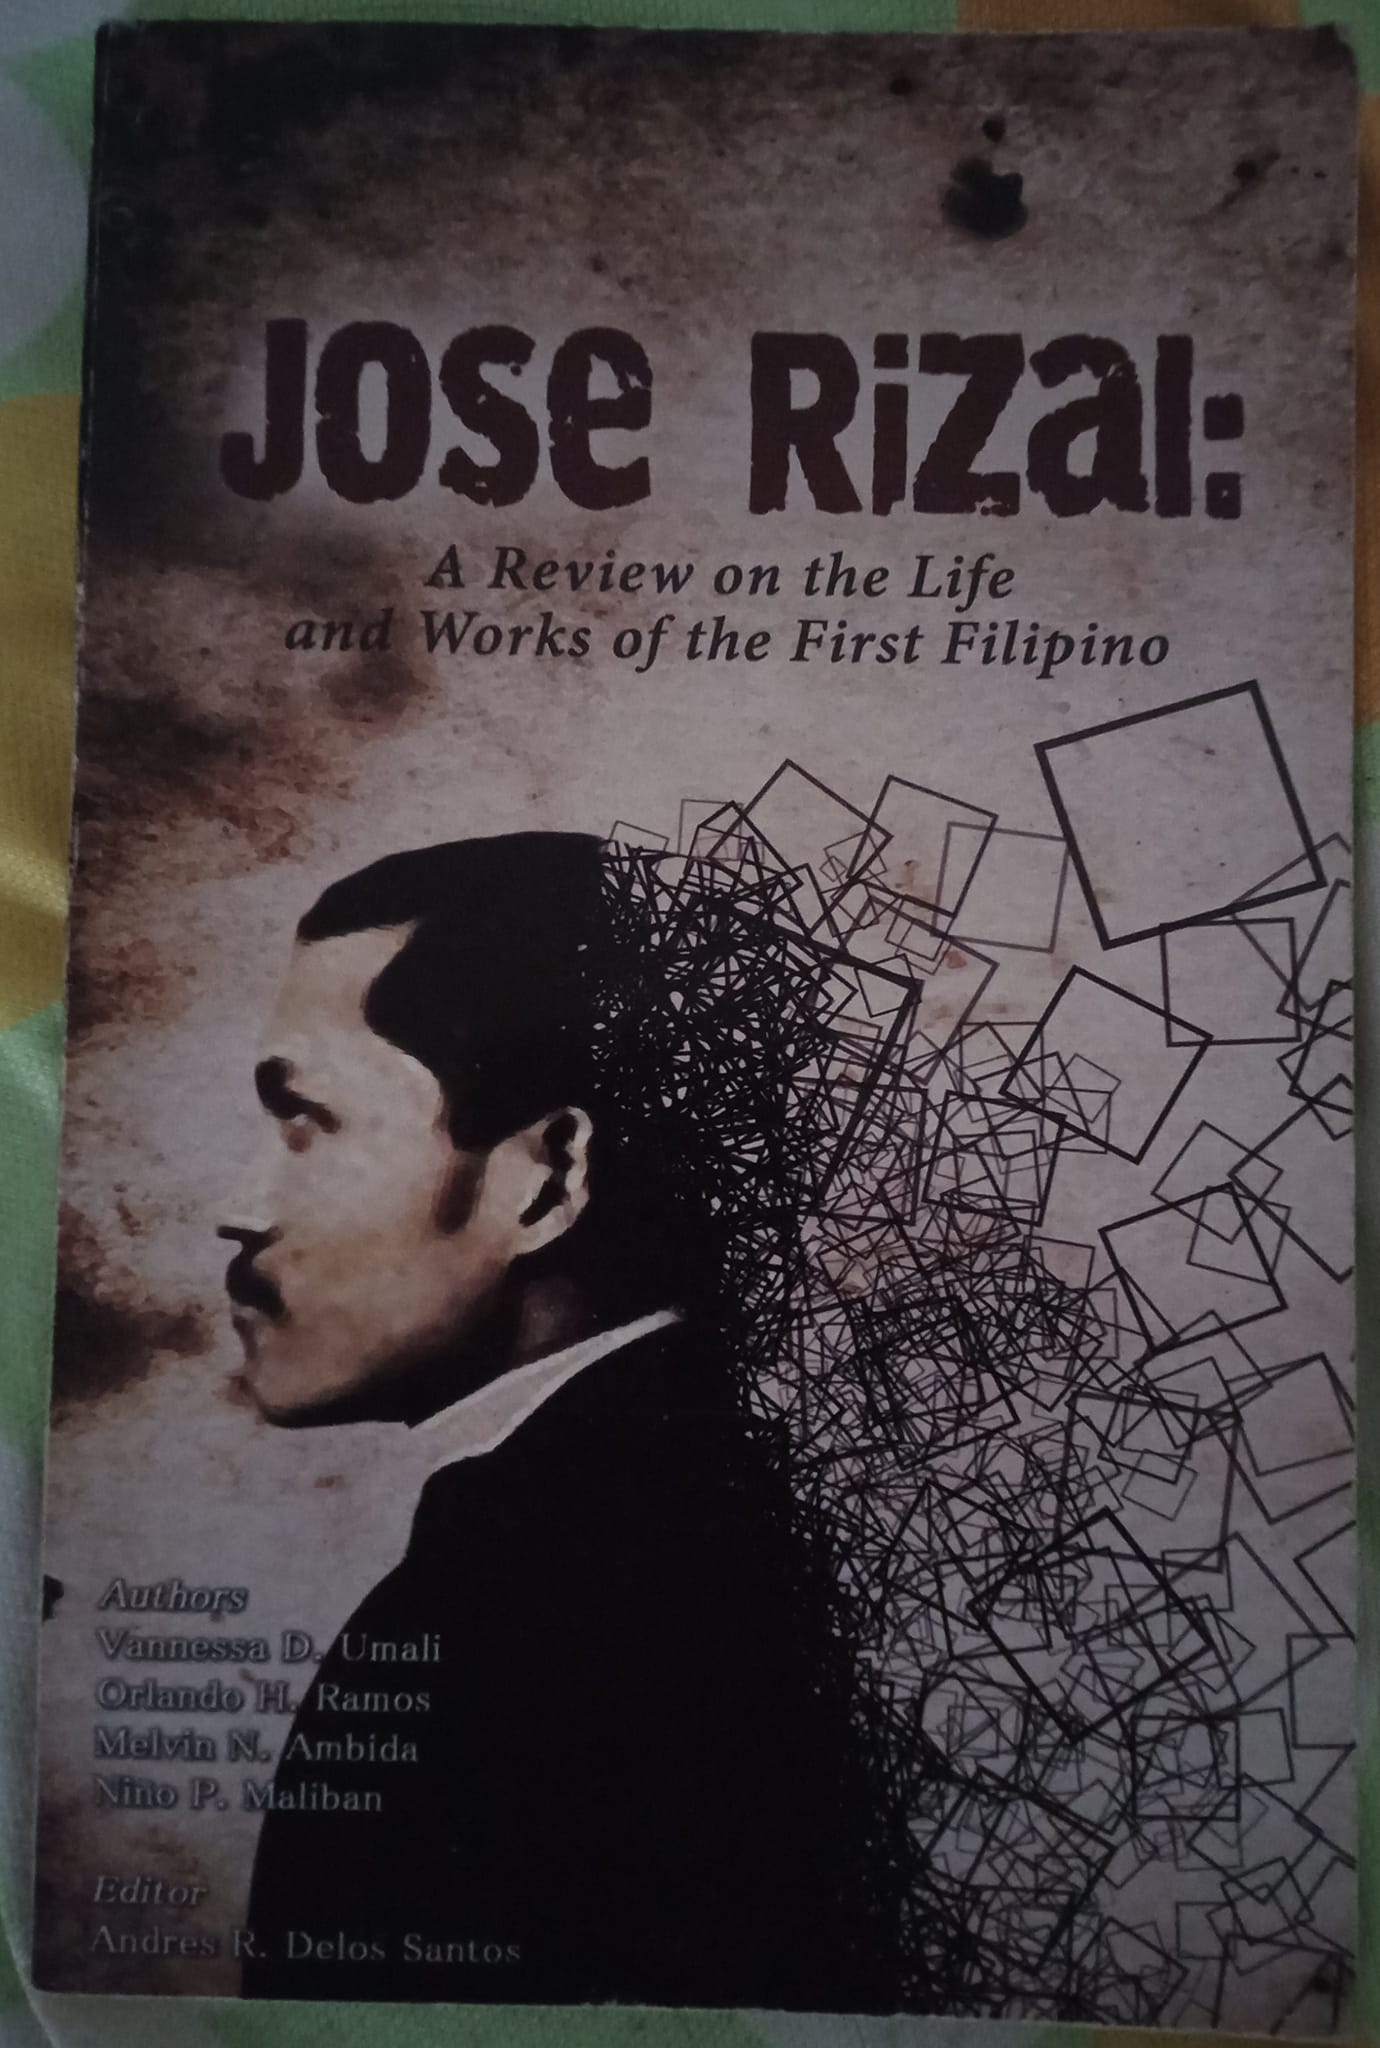 Jose Rizal:
A Review on the Life
and Works of the First Filipino
Authors
Vannessa D. Umali
Orlando H. Ramos
Melvin N. Ambida
Niño P. Maliban
Editor
Andres R. Delos Santos